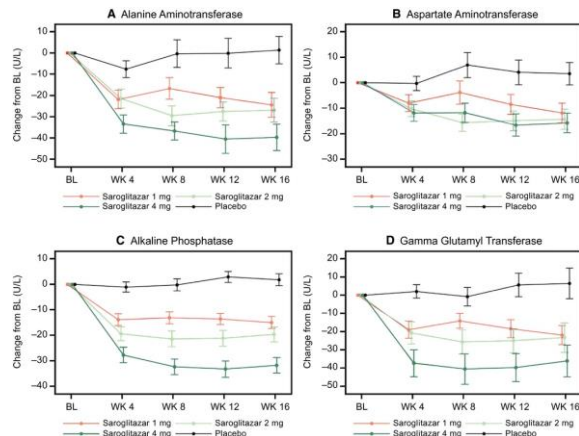 A Alanine Aminotransferase
Change from BL (U/L)
10
0
−10
−20
−30
−40
−50
BL WK 4 WK 8 WK 12 WK 16
Saroglitazar 1 mg Saroglitazar 2 mg
Saroglitazar 4 mg Placebo
B Aspartate Aminotransferase
Change from BL (U/L)
20
10
0
−10
−20
−30
BL WK 4 WK 8 WK 12 WK 16
Saroglitazar 1 mg Saroglitazar 2 mg
Saroglitazar 4 mg Placebo
C Alkaline Phosphatase
Change from BL (U/L)
10
0
−10
−20
−30
−40
BL WK 4 WK 8 WK 12 WK 16
Saroglitazar 1 mg Saroglitazar 2 mg
Saroglitazar 4 mg Placebo
D Gamma Glutamyl Transferase
Change from BL (U/L)
20
10
0
−10
−20
−30
−40
−50
BL WK 4 WK 8 WK 12 WK 16
Saroglitazar 1 mg Saroglitazar 2 mg
Saroglitazar 4 mg Placebo